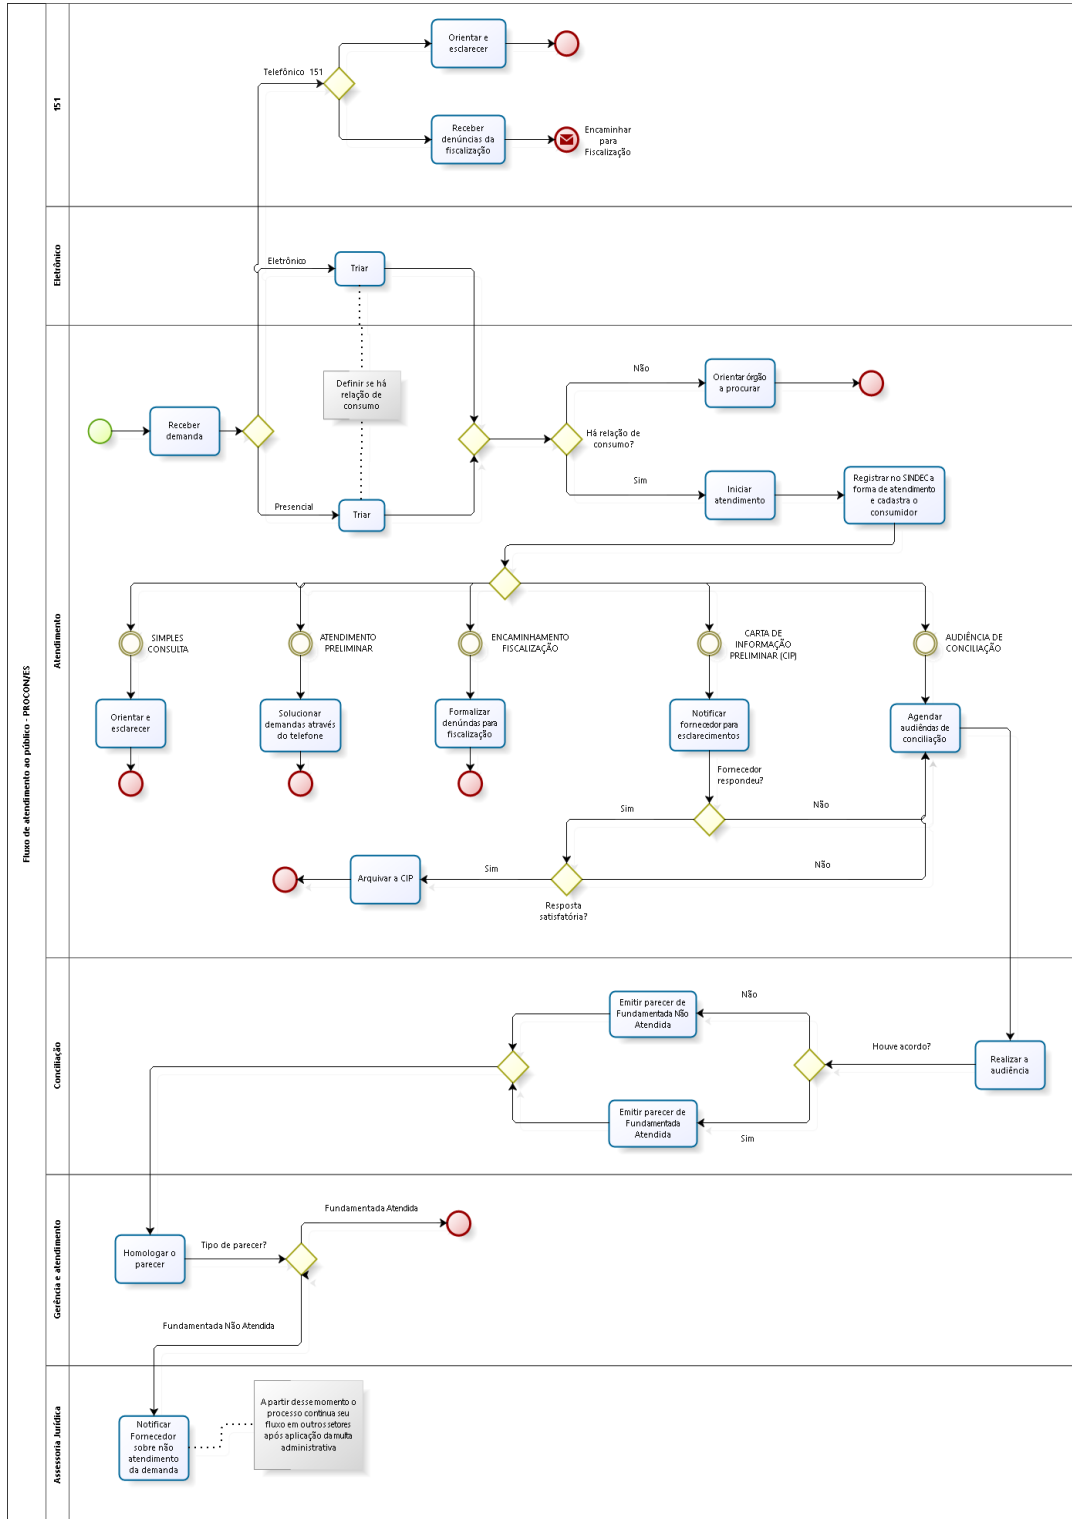 Fluxo de atendimento ao público - PROCON/ES
151
Telefônico 151
Orientar e
esclarecer
Receber
denúncias da
fiscalização
Encaminhar
para
Fiscalização
Eletrônico
Eletrônico
Triar
Atendimento
Definir se há
relação de
consumo
Receber
demanda
Presencial
Triar
Há relação de
consumo?
Não
Orientar órgão
a procurar
Sim
Iniciar
atendimento
Registrar no SINDEC a
forma de atendimento
e cadastra o
consumidor
SIMPLES
CONSULTA
ATENDIMENTO
PRELIMINAR
ENCAMINHAMENTO
FISCALIZAÇÃO
CARTA DE
INFORMAÇÃO
PRELIMINAR (CIP)
AUDIÊNCIA DE
CONCILIAÇÃO
Orientar e
esclarecer
Solucionar
demandas através
do telefone
Formalizar
denúncias para
fiscalização
Notificar
fornecedor para
esclarecimentos
Agendar
audiências de
conciliação
Fornecedor
respondeu?
Sim
Não
Arquivar a CIP
Sim
Não
Resposta
satisfatória?
Conciliação
Emitir parecer de
Fundamentada Não
Atendida
Não
Houve acordo?
Realizar a
audiência
Emitir parecer de
Fundamentada
Atendida
Sim
Gerência e atendimento
Fundamentada Atendida
Homologar o
parecer
Tipo de parecer?
Fundamentada Não Atendida
Assessoria Jurídica
Notificar
Fornecedor
sobre não
atendimento
da demanda
A partir desse momento o
processo continua seu
fluxo em outros setores
após aplicação da multa
administrativa